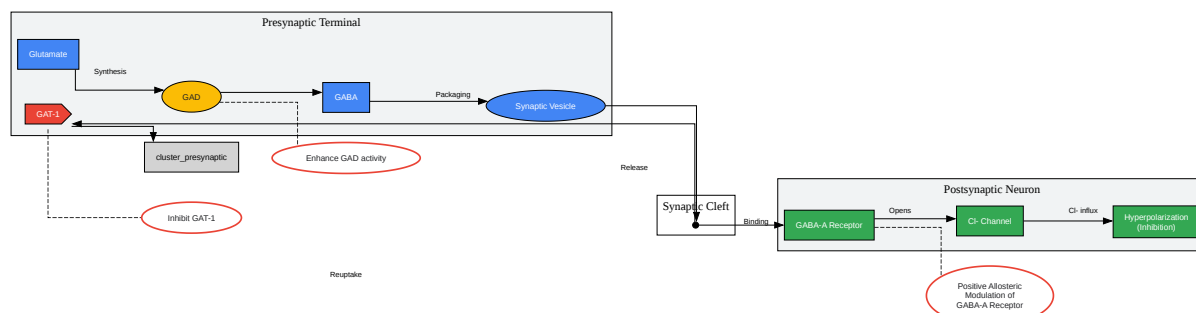 Presynaptic Terminal
Glutamate
Synthesis
GAD
GABA
Packaging
Synaptic Vesicle
GAT-1
cluster_presynaptic
Enhance GAD activity
Release
Inhibit GAT-1
Synaptic Cleft
Binding
Postsynaptic Neuron
GABA-A Receptor
Opens
Cl- Channel
Cl- influx
Hyperpolarization
(Inhibition)
Reuptake
Positive Allosteric
Modulation of
GABA-A Receptor